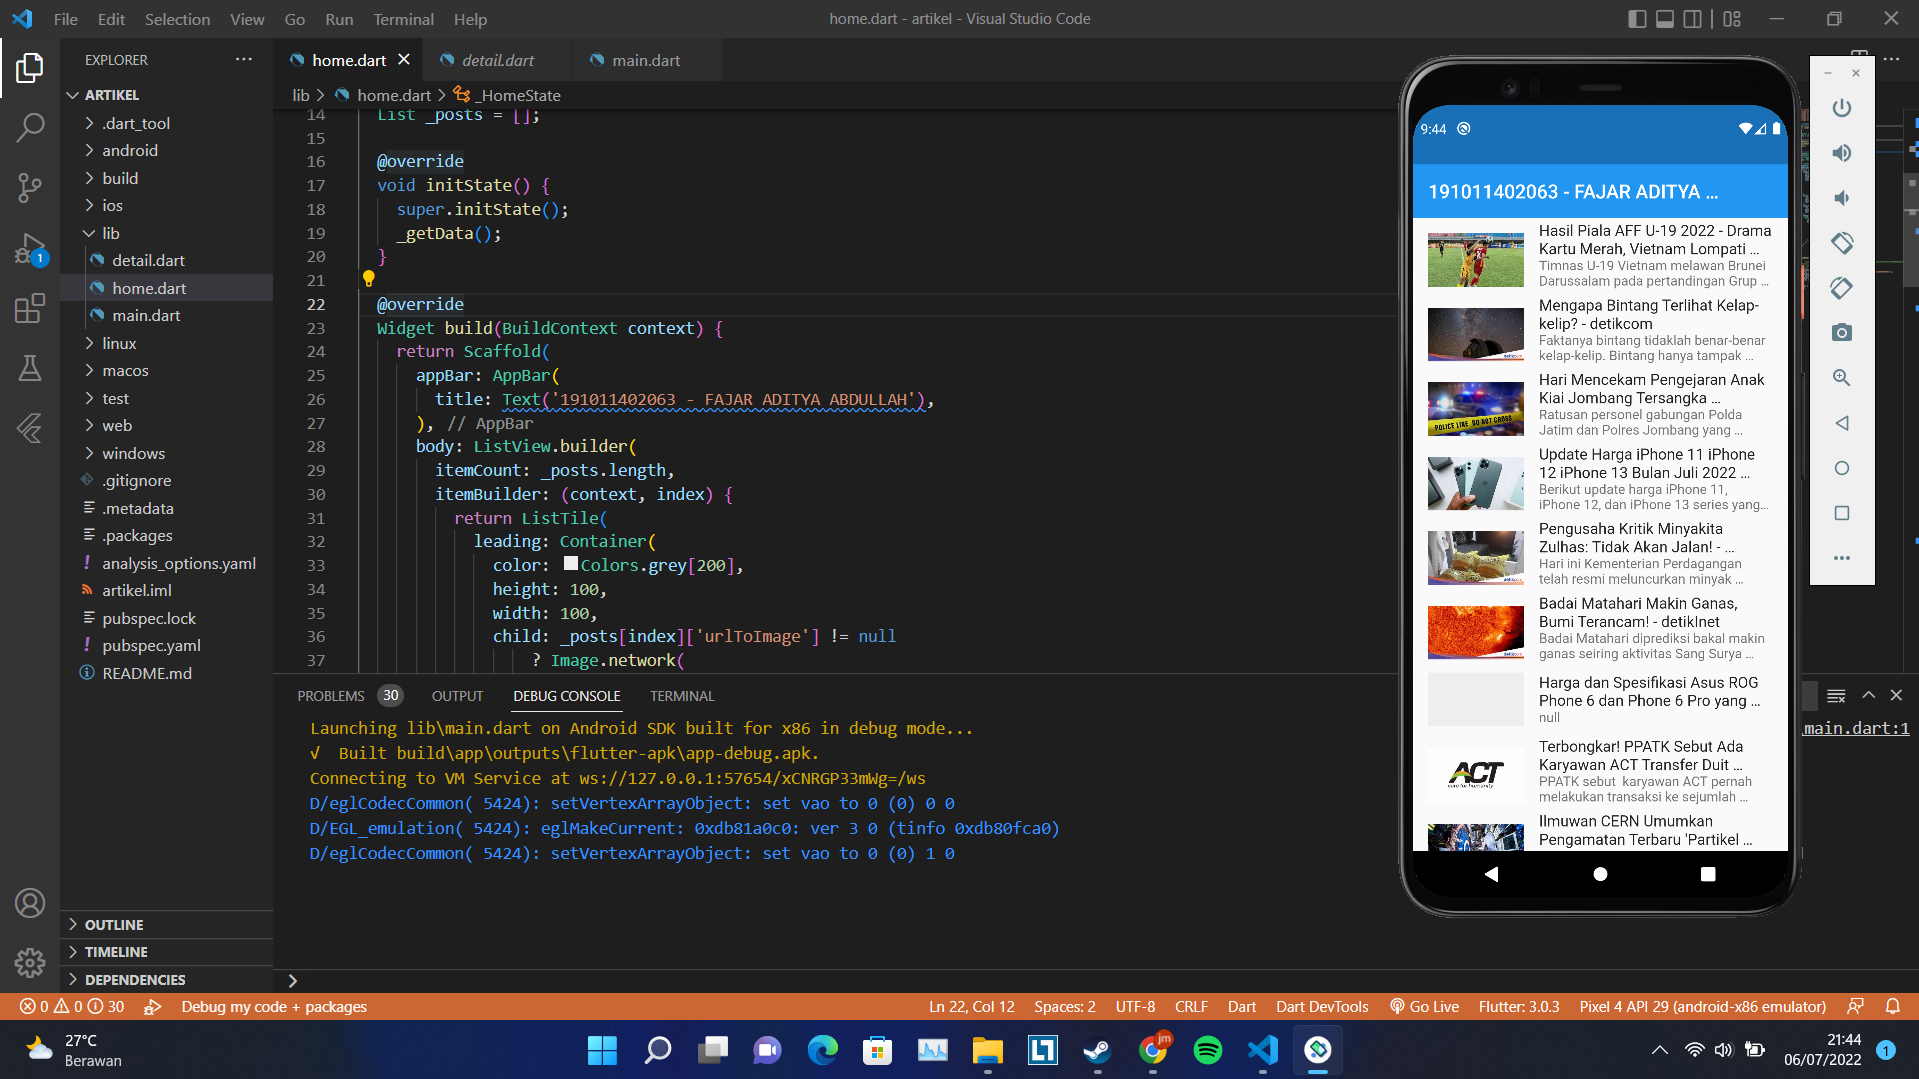 File Edit Selection View Go Run Terminal Help
home.dart - artikel - Visual Studio Code
EXPLORER
ARTIKEL
.dart_tool
android
build
ios
lib
detail.dart
home.dart
main.dart
linux
macos
test
web
windows
.gitignore
.metadata
.packages
analysis_options.yaml
artikel.iml
pubspec.lock
pubspec.yaml
README.md
OUTLINE
TIMELINE
DEPENDENCIES
1
home.dart detail.dart main.dart
lib > home.dart > _HomeState
14 List _posts = [];
15
16 @override
17 void initState() {
18 super.initState();
19 _getData();
20 }
21
22 @override
23 Widget build(BuildContext context) {
24 return Scaffold(
25 appBar: AppBar(
26 title: Text('191011402063 - FAJAR ADITYA ABDULLAH'),
27 ), // AppBar
28 body: ListView.builder(
29 itemCount: _posts.length,
30 itemBuilder: (context, index) {
31 return ListTile(
32 leading: Container(
33 color: Colors.grey[200],
34 height: 100,
35 width: 100,
36 child: _posts[index]['urlToImage'] != null
37 ? Image.network(
PROBLEMS 30 OUTPUT DEBUG CONSOLE TERMINAL
Launching lib\main.dart on Android SDK built for x86 in debug mode...
√ Built build\app\outputs\flutter-apk\app-debug.apk.
Connecting to VM Service at ws://127.0.0.1:57654/xCNRGP33mWg=/ws
D/eglCodecCommon( 5424): setVertexArrayObject: set vao to 0 (0) 0 0
D/EGL_emulation( 5424): eglMakeCurrent: 0xdb81a0c0: ver 3 0 (tinfo 0xdb80fca0)
D/eglCodecCommon( 5424): setVertexArrayObject: set vao to 0 (0) 1 0
main.dart:1
9:44
191011402063 - FAJAR ADITYA ...
Hasil Piala AFF U-19 2022 - Drama
Kartu Merah, Vietnam Lompati ...
Timnas U-19 Vietnam melawan Brunei
Darussalam pada pertandingan Grup ...
Mengapa Bintang Terlihat Kelap-
kelip? - detikcom
Faktanya bintang tidaklah benar-benar
kelap-kelip. Bintang hanya tampak ...
POLICE LINE DO NOT CROSS
Hari Mencekam Pengejaran Anak
Kiai Jombang Tersangka ...
Ratusan personel gabungan Polda
Jatim dan Polres Jombang yang ...
Update Harga iPhone 11 iPhone
12 iPhone 13 Bulan Juli 2022 ...
Berikut update harga iPhone 11,
iPhone 12, dan iPhone 13 series yang...
Pengusaha Kritik Minyakita
Zulhas: Tidak Akan Jalan! - ...
Hari ini Kementerian Perdagangan
telah resmi meluncurkan minyak ...
Badai Matahari Makin Ganas,
Bumi Terancam! - detikInet
Badai Matahari diprediksi bakal makin
ganas seiring aktivitas Sang Surya ...
Harga dan Spesifikasi Asus ROG
Phone 6 dan Phone 6 Pro yang ...
null
ACT
care for humanity
Terbongkar! PPATK Sebut Ada
Karyawan ACT Transfer Duit ...
PPATK sebut karyawan ACT pernah
melakukan transaksi ke sejumlah ...
Ilmuwan CERN Umumkan
Pengamatan Terbaru 'Partikel ...
0 0 30 Debug my code + packages
Ln 22, Col 12 Spaces: 2 UTF-8 CRLF Dart Dart DevTools Go Live Flutter: 3.0.3 Pixel 4 API 29 (android-x86 emulator)
27°C
Berawan
jm
21:44
06/07/2022
1